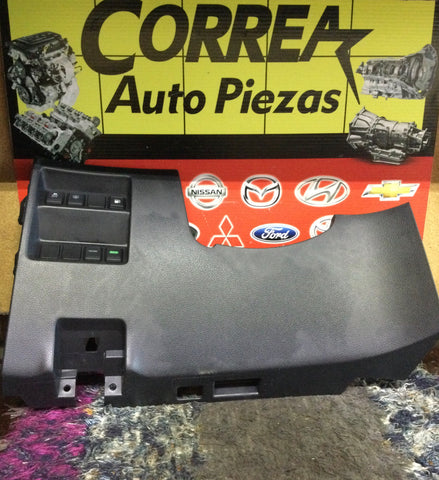 CORREA
Auto Piezas
NISSAN
Ford